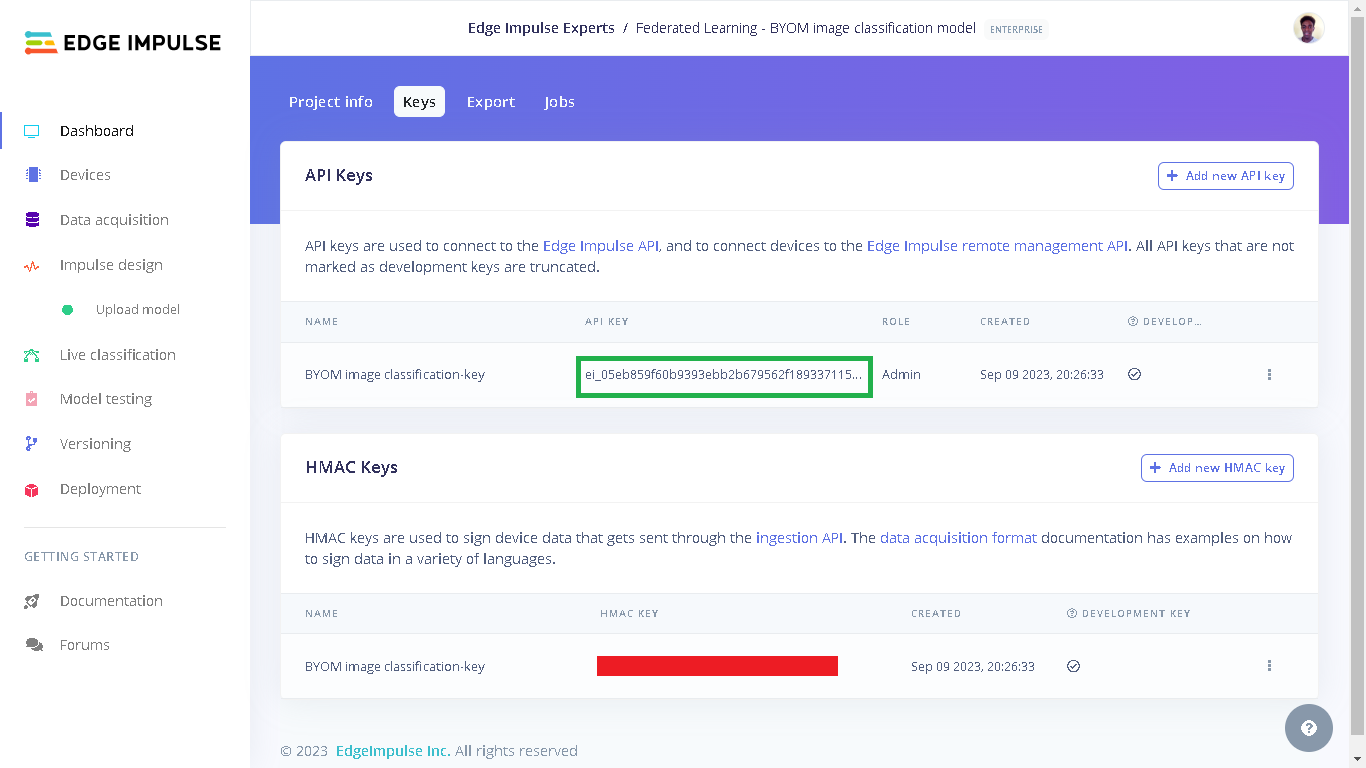 EDGE IMPULSE
Edge Impulse Experts / Federated Learning - BYOM image classification model ENTERPRISE
Project info Keys Export Jobs
Dashboard
Devices
Data acquisition
Impulse design
Upload model
Live classification
Model testing
Versioning
Deployment
GETTING STARTED
Documentation
Forums
API Keys
+ Add new API key
API keys are used to connect to the Edge Impulse API, and to connect devices to the Edge Impulse remote management API. All API keys that are not
marked as development keys are truncated.
NAME API KEY ROLE CREATED ? DEVELOP...
BYOM image classification-key ei_05eb859f60b9393ebb2b679562f189337115... Admin Sep 09 2023, 20:26:33
HMAC Keys
+ Add new HMAC key
HMAC keys are used to sign device data that gets sent through the ingestion API. The data acquisition format documentation has examples on how
to sign data in a variety of languages.
NAME HMAC KEY CREATED ? DEVELOPMENT KEY
BYOM image classification-key Sep 09 2023, 20:26:33
© 2023 EdgeImpulse Inc. All rights reserved
?